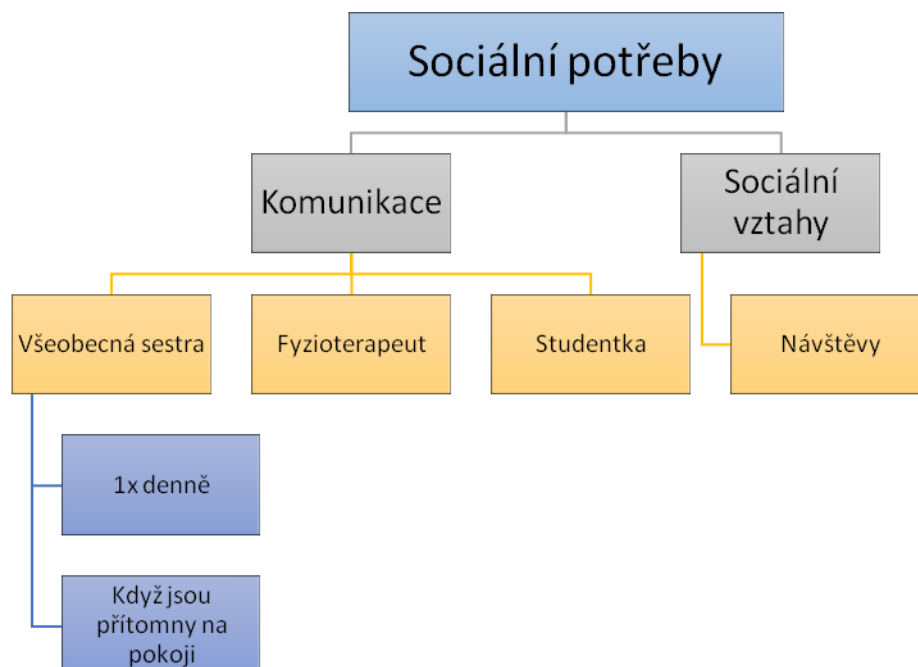 Sociální potřeby
Komunikace
Sociální
vztahy
Všeobecná sestra
Fyzioterapeut
Studentka
Návštěvy
1x denně
Když jsou
přítomny na
pokoji